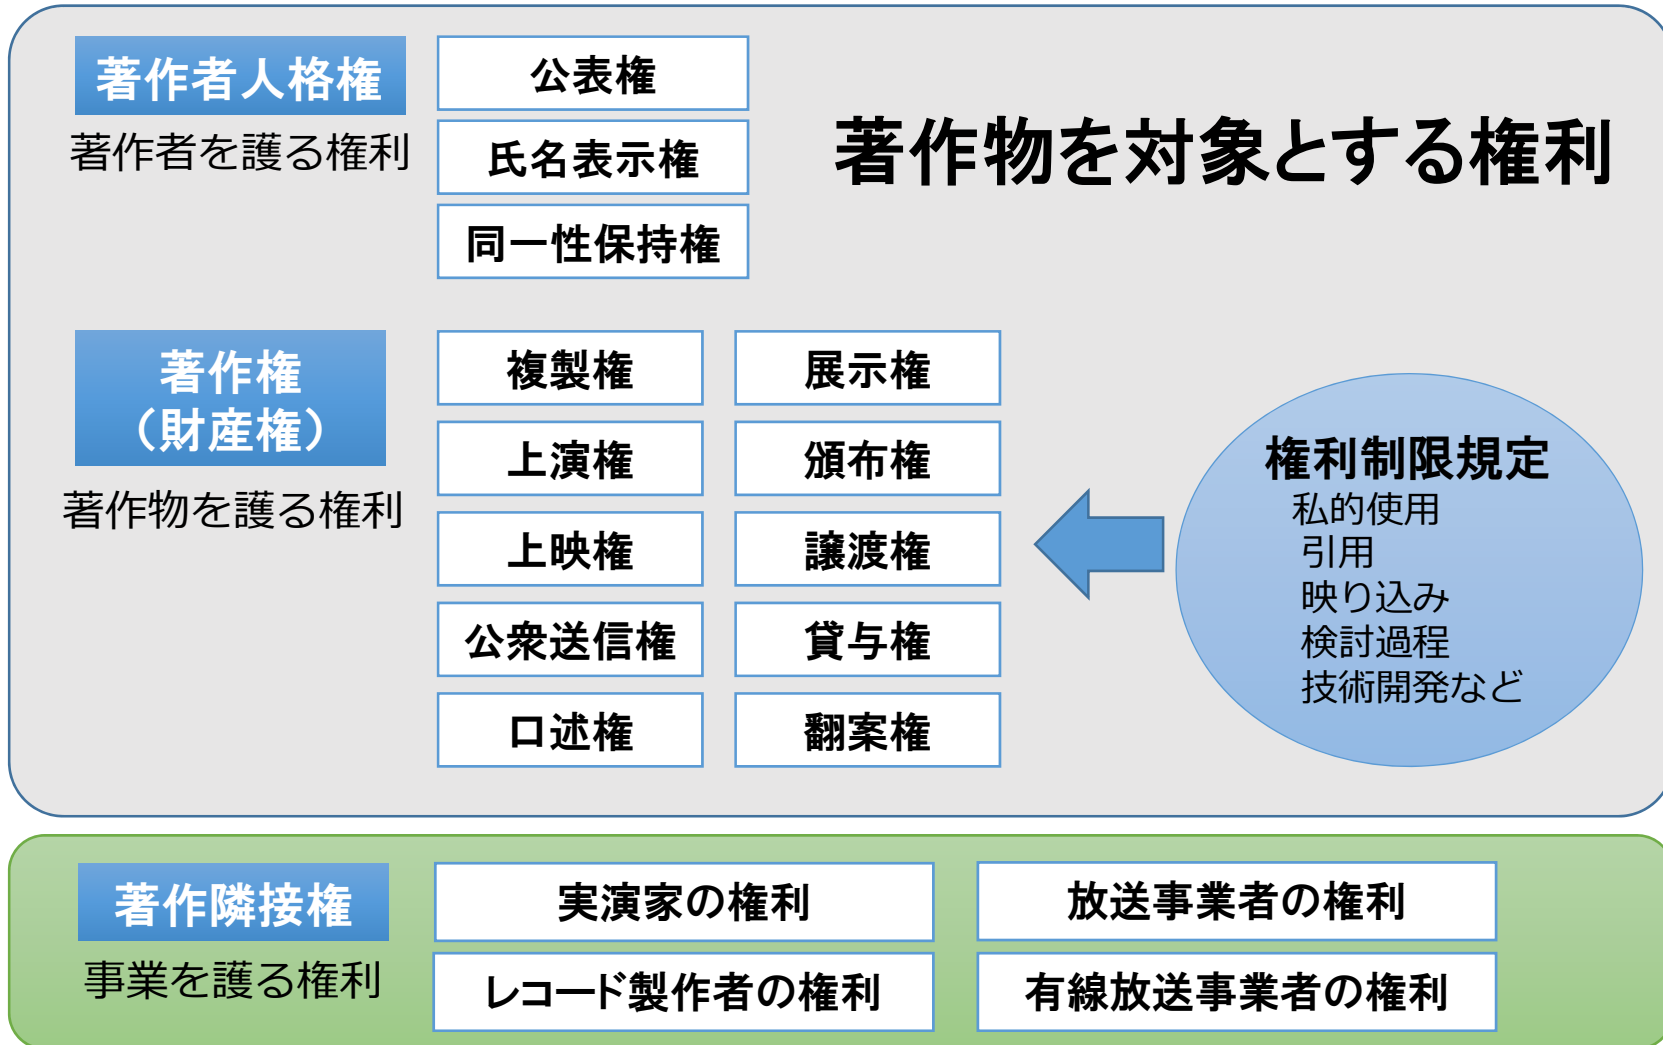 著作者人格権
著作者を護る権利
公表権
氏名表示権
同一性保持権
著作物を対象とする権利
著作権
（財産権）
著作物を護る権利
複製権
展示権
上演権
頒布権
上映権
譲渡権
公衆送信権
貸与権
口述権
翻案権
権利制限規定
私的使用
引用
映り込み
検討過程
技術開発など
著作隣接権
事業を護る権利
実演家の権利
放送事業者の権利
レコード製作者の権利
有線放送事業者の権利